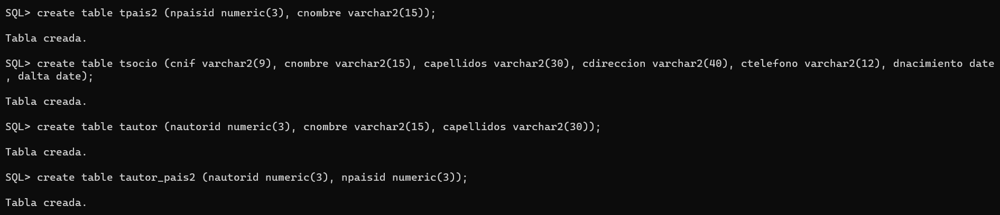 SQL> create table tpais2 (npaisid numeric(3), cnombre varchar2(15));
Tabla creada.
SQL> create table tsocio (cnif varchar2(9), cnombre varchar2(15), capellidos varchar2(30), cdireccion varchar2(40), ctelefono varchar2(12), dnacimiento date
, dalta date);
Tabla creada.
SQL> create table tautor (nautorid numeric(3), cnombre varchar2(15), capellidos varchar2(30));
Tabla creada.
SQL> create table tautor_pais2 (nautorid numeric(3), npaisid numeric(3));
Tabla creada.